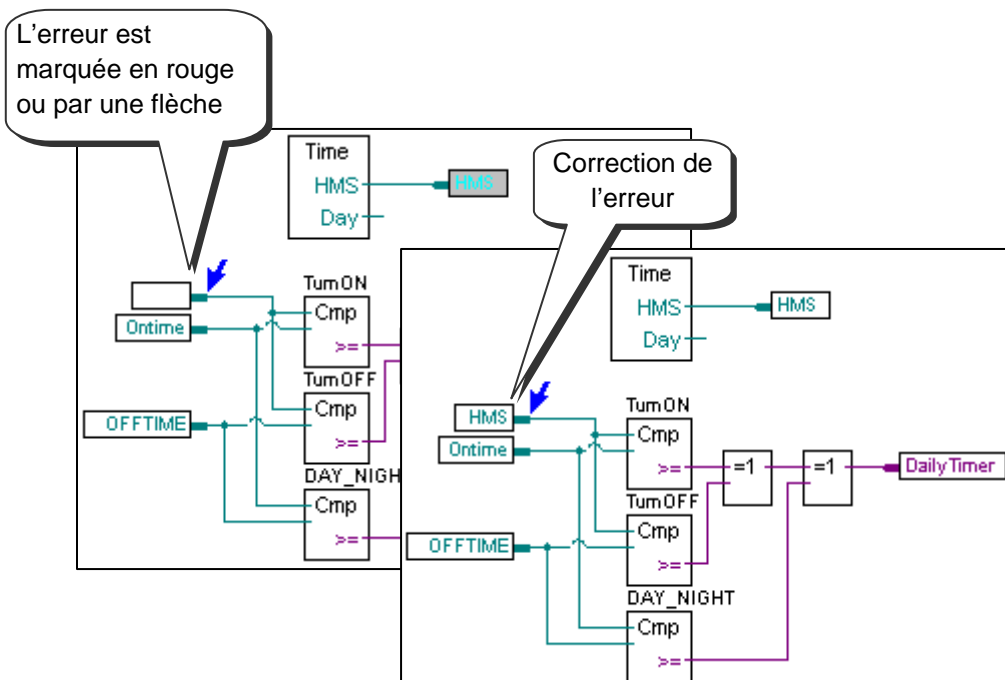 L'erreur est
marquée en rouge
ou par une flèche
Time
HMS
HMS
Day
Ontime
TurnON
Cmp
>=
TurnOFF
OFFTIME
Cmp
>=
DAY_NIGH
Cmp
>=
Correction de
l'erreur
Time
HMS
HMS
Day
HMS
Ontime
TurnON
Cmp
>=
=1
=1
DailyTimer
TurnOFF
Cmp
OFFTIME
>=
DAY_NIGHT
Cmp
>=